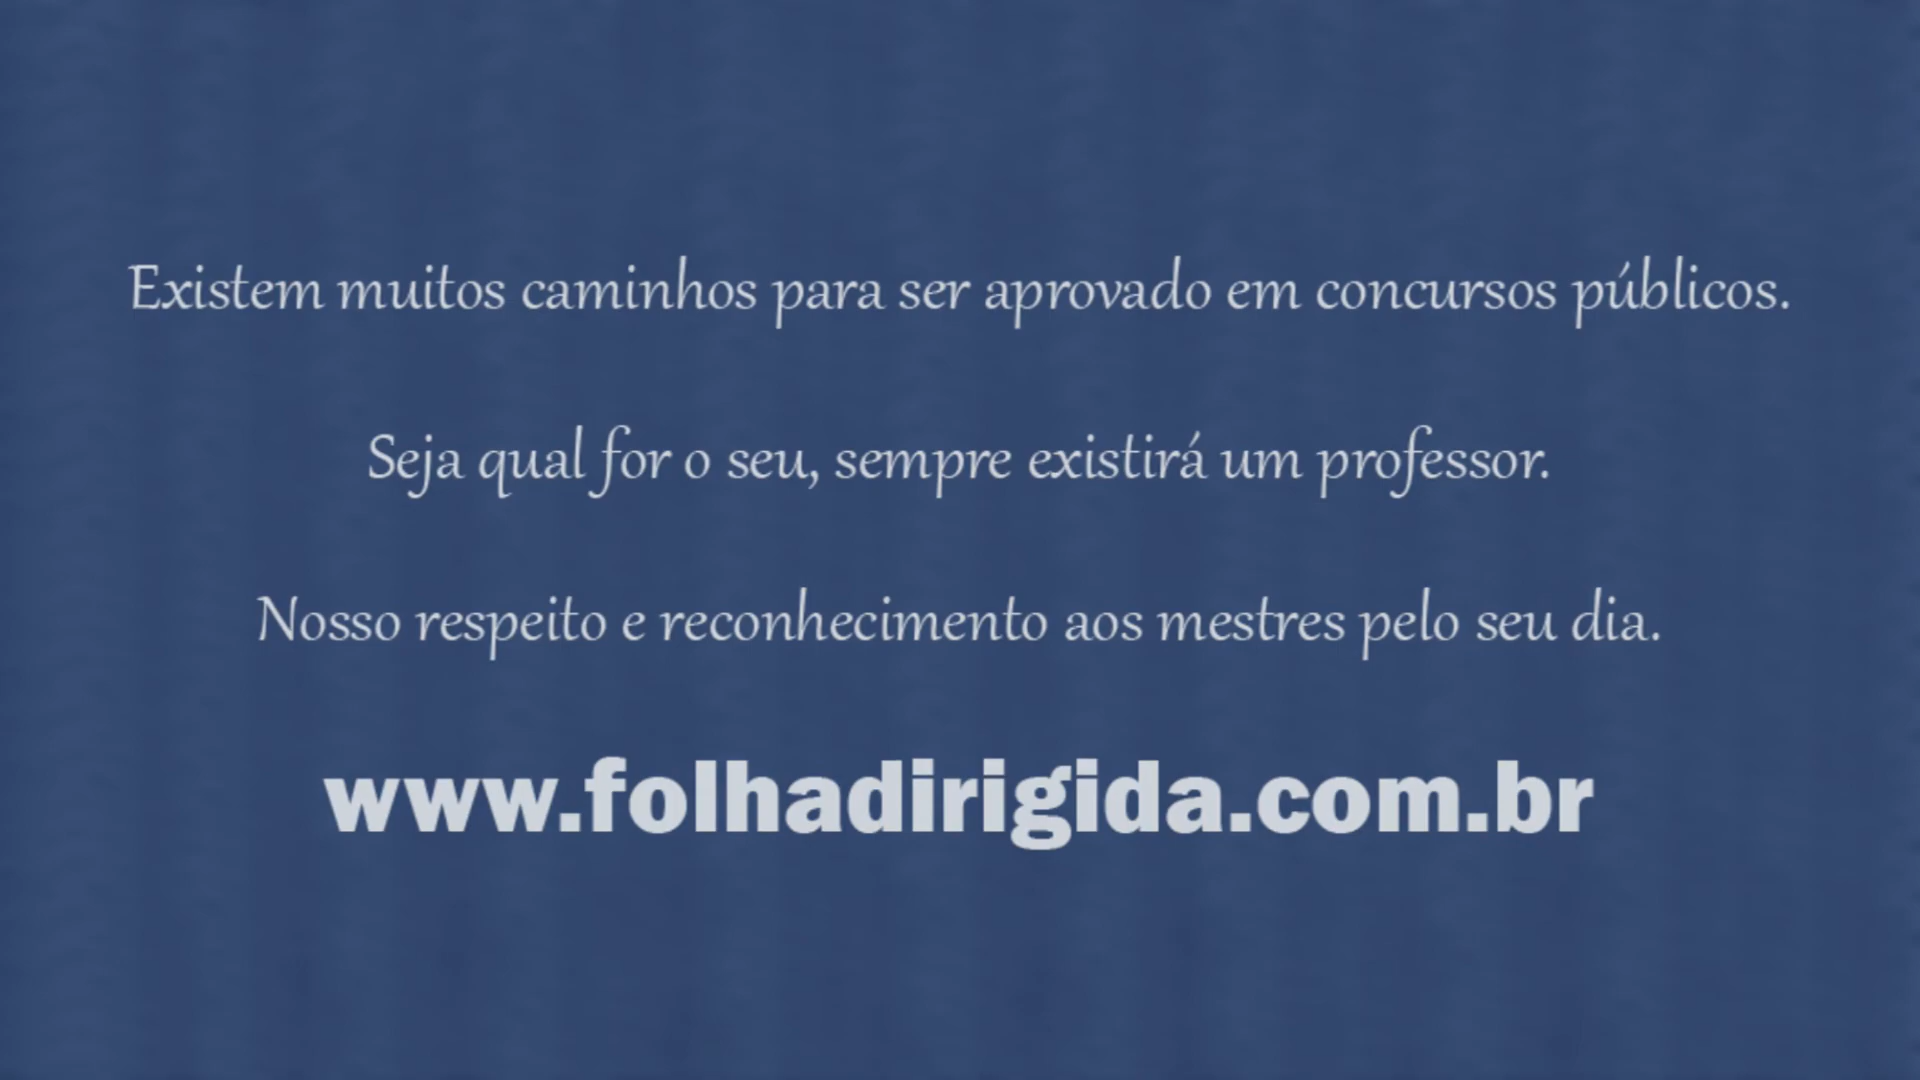 Existem muitos caminhos para ser aprovado em concursos públicos.
Seja qual for o seu, sempre existirá um professor.
Nosso respeito e reconhecimento aos mestres pelo seu dia.
www.folhadirigida.com.br